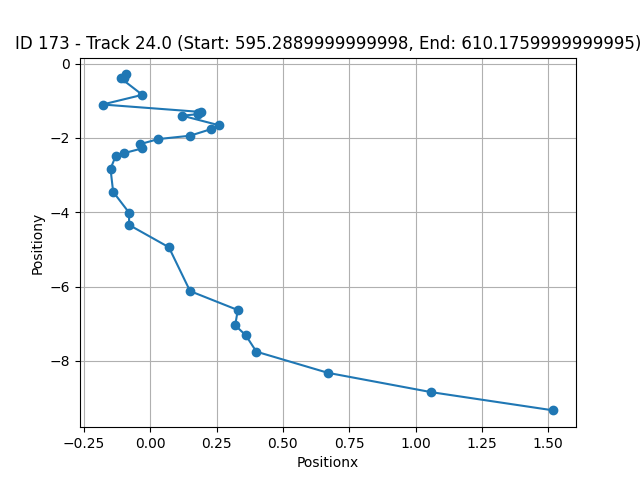 ID 173 - Track 24.0 (Start: 595.2889999999998, End: 610.1759999999995)
0
−2
−4
−6
−8
Positiony
−0.25 0.00 0.25 0.50 0.75 1.00 1.25 1.50
Positionx